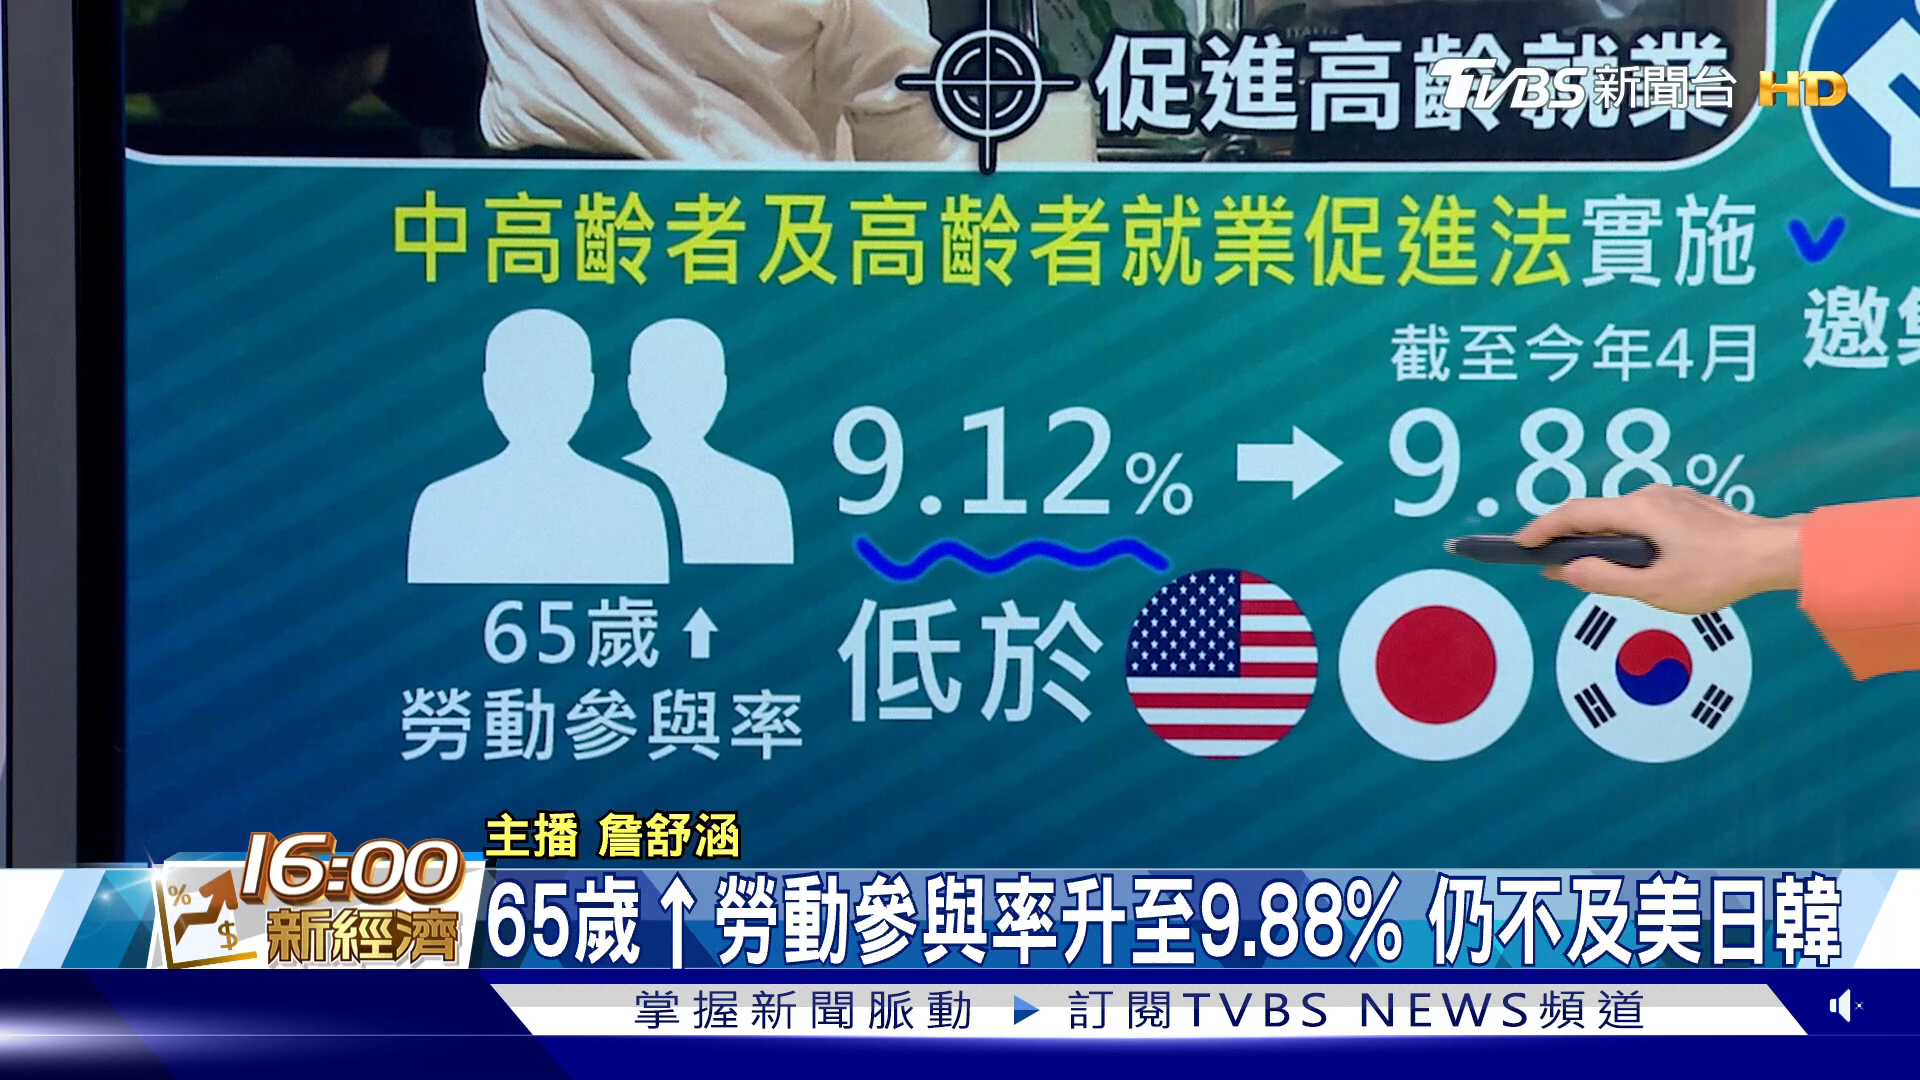 促進高齡就業
TVBS新聞台 HD
中高齡者及高齡者就業促進法實施
截至今年4月
邀集
9.12% → 9.88%
65歲↑
勞動參與率
低於
主播 詹舒涵
16:00
新經濟
% $
65歲↑勞動參與率升至9.88% 仍不及美日韓
掌握新聞脈動 ▶ 訂閱TVBS NEWS頻道